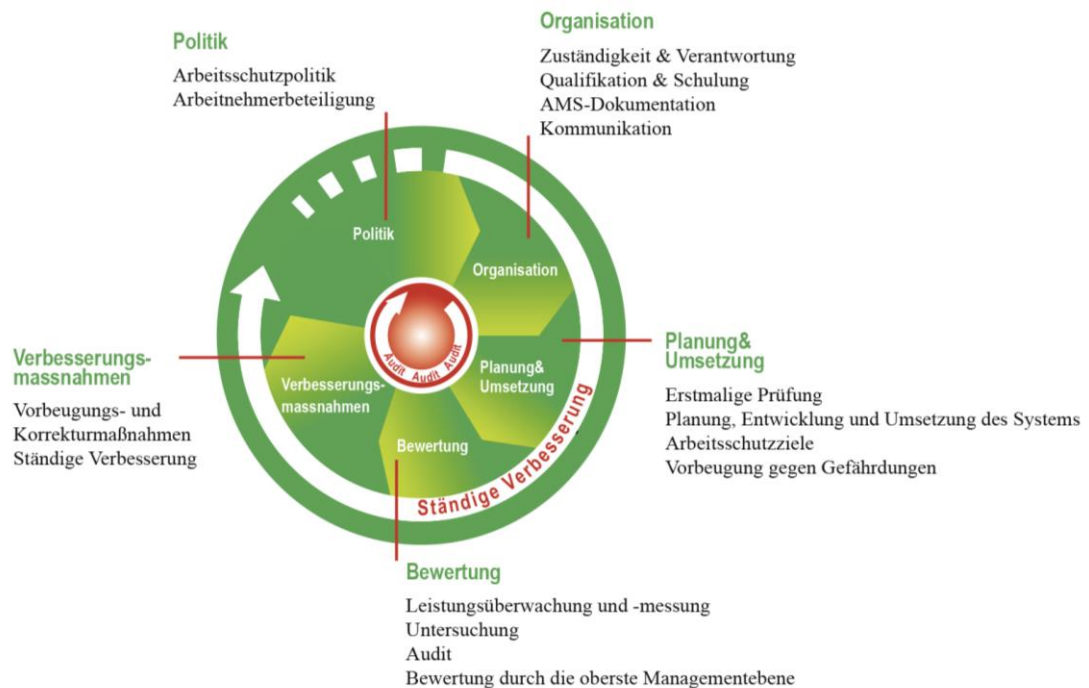 Politik
Arbeitsschutzpolitik
Arbeitnehmerbeteiligung
Organisation
Zuständigkeit & Verantwortung
Qualifikation & Schulung
AMS-Dokumentation
Kommunikation
Politik
Organisation
Planung&
Umsetzung
Bewertung
Verbesserungs-
massnahmen
Audit Audit Audit
Ständige Verbesserung
Planung&
Umsetzung
Erstmalige Prüfung
Planung, Entwicklung und Umsetzung des Systems
Arbeitsschutzziele
Vorbeugung gegen Gefährdungen
Verbesserungs-
massnahmen
Vorbeugungs- und
Korrekturmaßnahmen
Ständige Verbesserung
Bewertung
Leistungsüberwachung und -messung
Untersuchung
Audit
Bewertung durch die oberste Managementebene